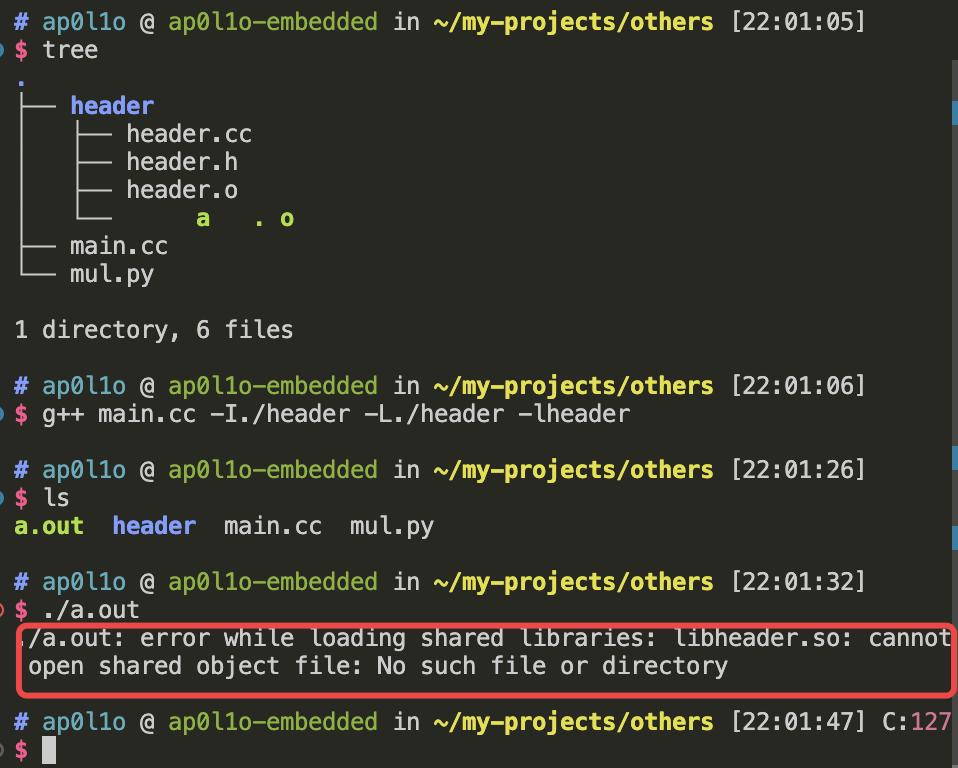 # ap0l1o @ ap0l1o-embedded in ~/my-projects/others [22:01:05]
$ tree
.
├── header
│   ├── header.cc
│   ├── header.h
│   ├── header.o
│   └── a . o
├── main.cc
└── mul.py
1 directory, 6 files
# ap0l1o @ ap0l1o-embedded in ~/my-projects/others [22:01:06]
$ g++ main.cc -I./header -L./header -lheader
# ap0l1o @ ap0l1o-embedded in ~/my-projects/others [22:01:26]
$ ls
a.out header main.cc mul.py
# ap0l1o @ ap0l1o-embedded in ~/my-projects/others [22:01:32]
$ ./a.out
./a.out: error while loading shared libraries: libheader.so: cannot
open shared object file: No such file or directory
# ap0l1o @ ap0l1o-embedded in ~/my-projects/others [22:01:47] C:127
$